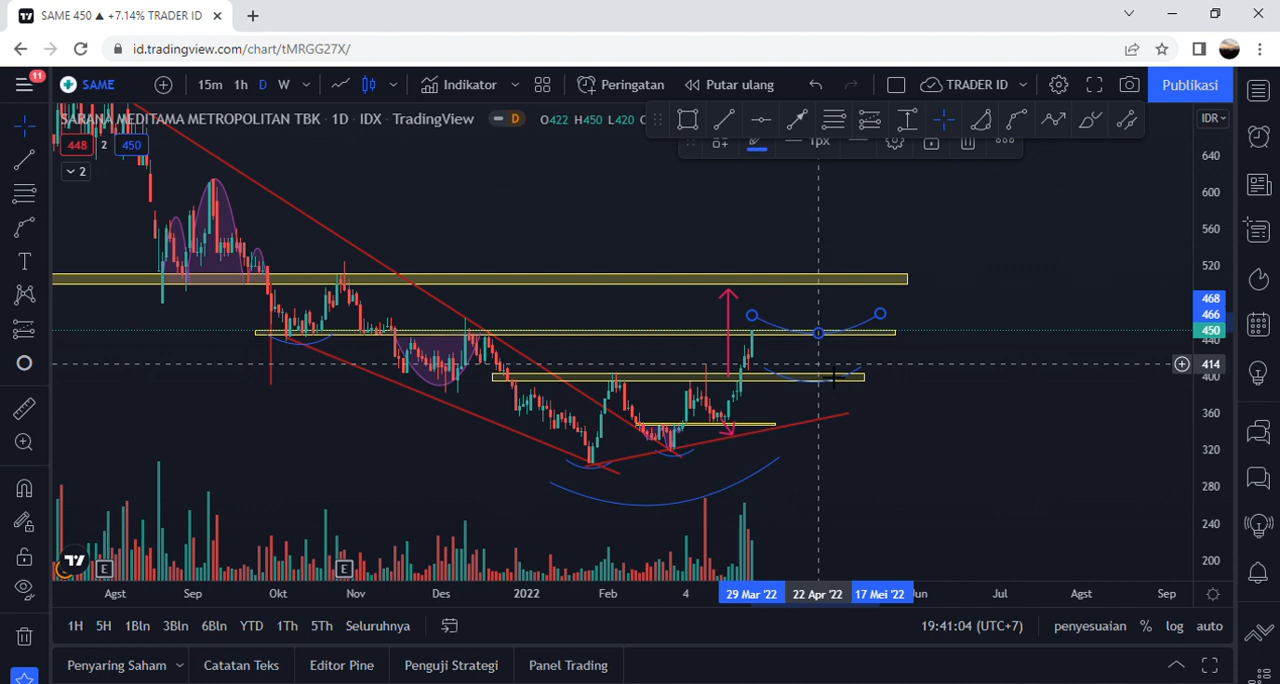 SAME 450 ▲ +7.14% TRADER ID
id.tradingview.com/chart/tMRGG27X/
11
SAME
15m 1h D W
Indikator
Peringatan
Putar ulang
TRADER ID
Publikasi
SARANA MEDITAMA METROPOLITAN TBK · 1D · IDX · TradingView
D
O422 H450 L420
IDR
448 2 450
1px
2
640
600
560
520
468
466
450
440
414
400
360
320
280
240
200
E
E
Agst Sep Okt Nov Des 2022 Feb 4 29 Mar '22 22 Apr '22 17 Mei '22 Jun Jul Agst Sep
1H 5H 1Bln 3Bln 6Bln YTD 1Th 5Th Seluruhnya
19:41:04 (UTC+7)
penyesuaian % log auto
Penyaring Saham
Catatan Teks
Editor Pine
Penguji Strategi
Panel Trading